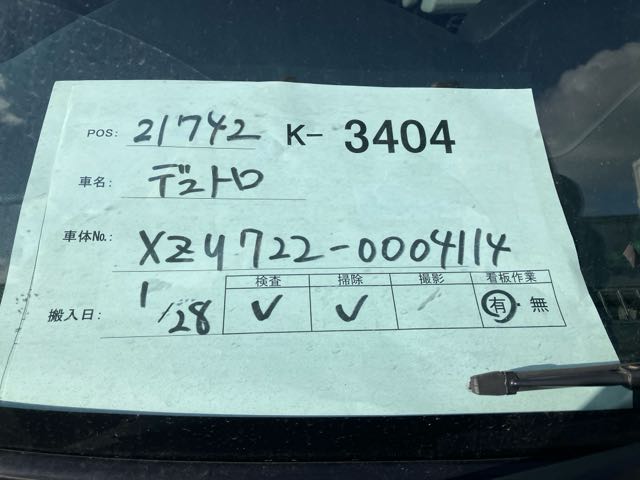 POS: 21742 K-3404
車名: デュトロ
車体No.: XZU722-0004114
検査 掃除 撮影 看板作業
搬入日: 1/28 ✓ ✓ / 有・無